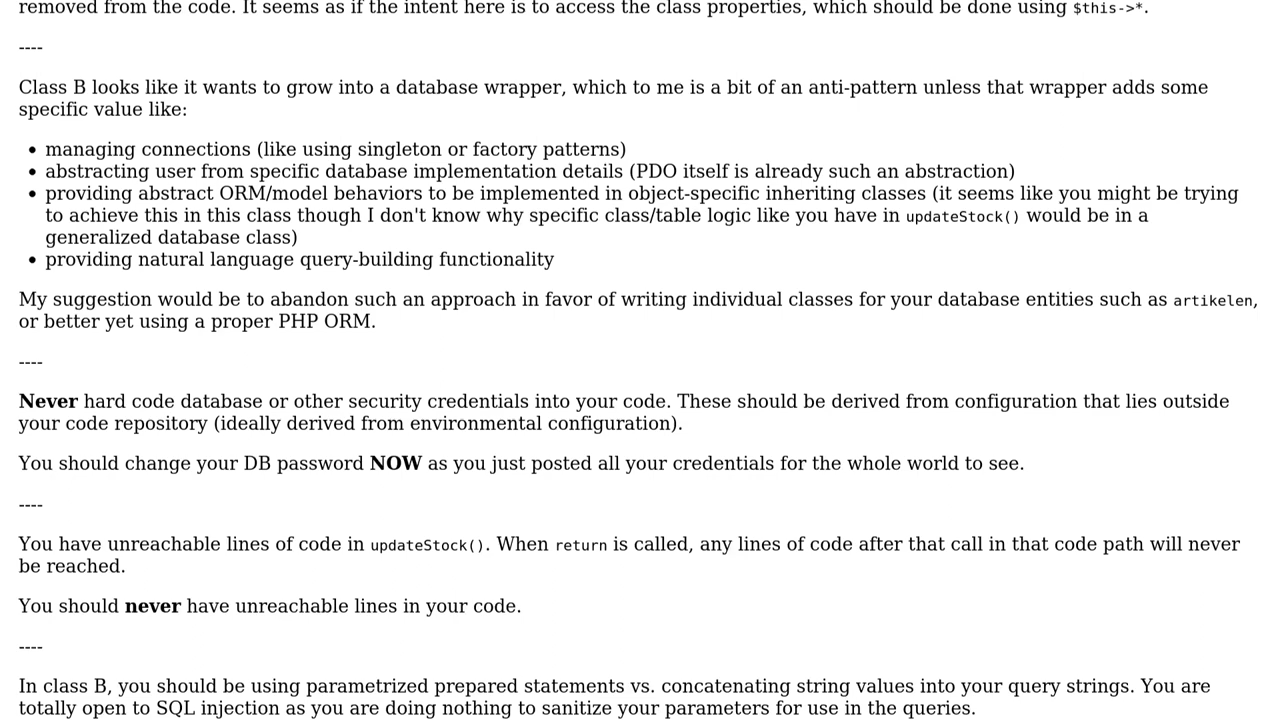 removed from the code. It seems as if the intent here is to access the class properties, which should be done using $this->*.
----
Class B looks like it wants to grow into a database wrapper, which to me is a bit of an anti-pattern unless that wrapper adds some
specific value like:
• managing connections (like using singleton or factory patterns)
• abstracting user from specific database implementation details (PDO itself is already such an abstraction)
• providing abstract ORM/model behaviors to be implemented in object-specific inheriting classes (it seems like you might be trying
to achieve this in this class though I don't know why specific class/table logic like you have in updateStock() would be in a
generalized database class)
• providing natural language query-building functionality
My suggestion would be to abandon such an approach in favor of writing individual classes for your database entities such as artikelen,
or better yet using a proper PHP ORM.
----
Never hard code database or other security credentials into your code. These should be derived from configuration that lies outside
your code repository (ideally derived from environmental configuration).
You should change your DB password NOW as you just posted all your credentials for the whole world to see.
----
You have unreachable lines of code in updateStock(). When return is called, any lines of code after that call in that code path will never
be reached.
You should never have unreachable lines in your code.
----
In class B, you should be using parametrized prepared statements vs. concatenating string values into your query strings. You are
totally open to SQL injection as you are doing nothing to sanitize your parameters for use in the queries.